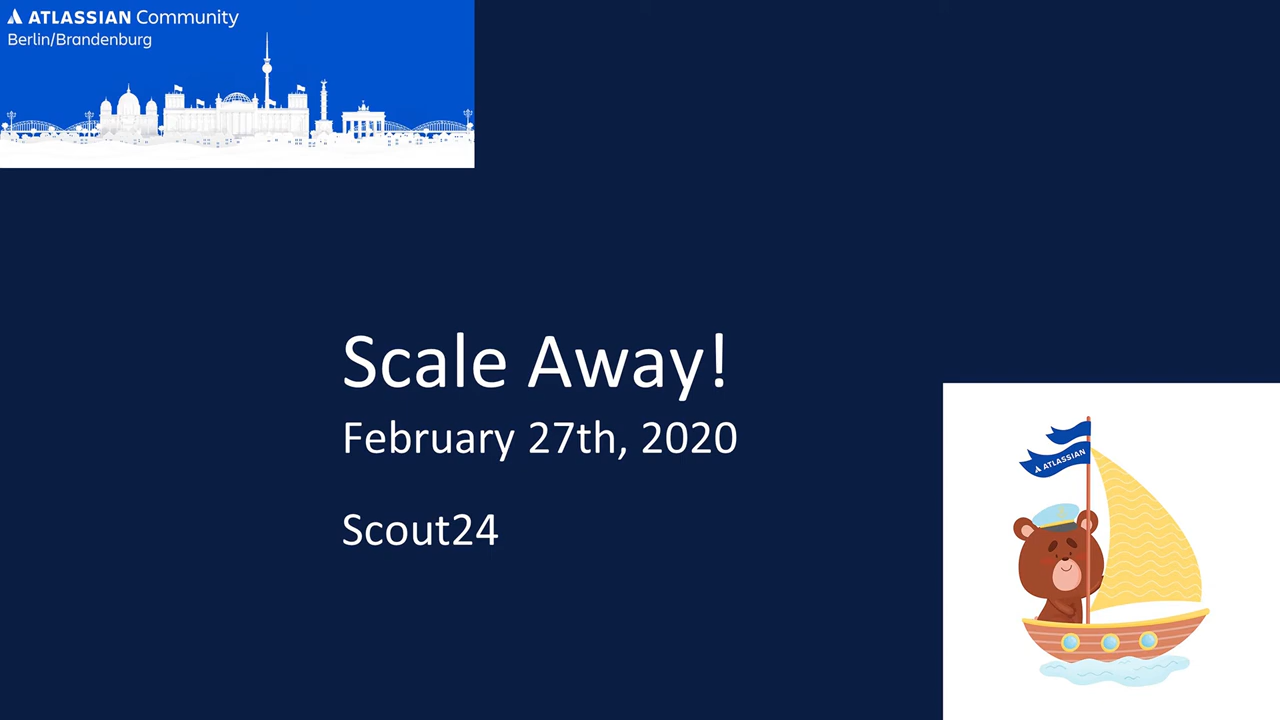 ATLASSIAN Community
Berlin/Brandenburg
Scale Away!
February 27th, 2020
Scout24
ATLASSIAN